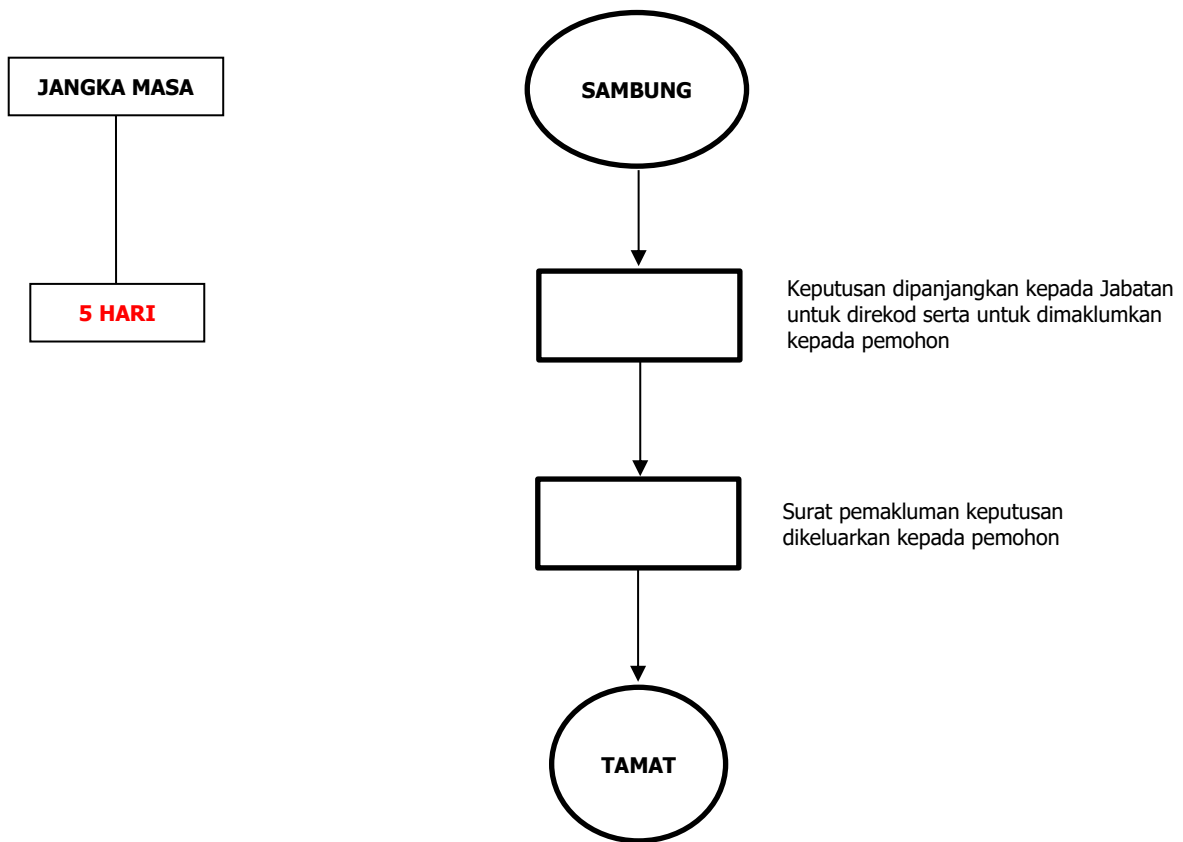 JANGKA MASA
SAMBUNG
5 HARI
Keputusan dipanjangkan kepada Jabatan
untuk direkod serta untuk dimaklumkan
kepada pemohon
Surat pemakluman keputusan
dikeluarkan kepada pemohon
TAMAT